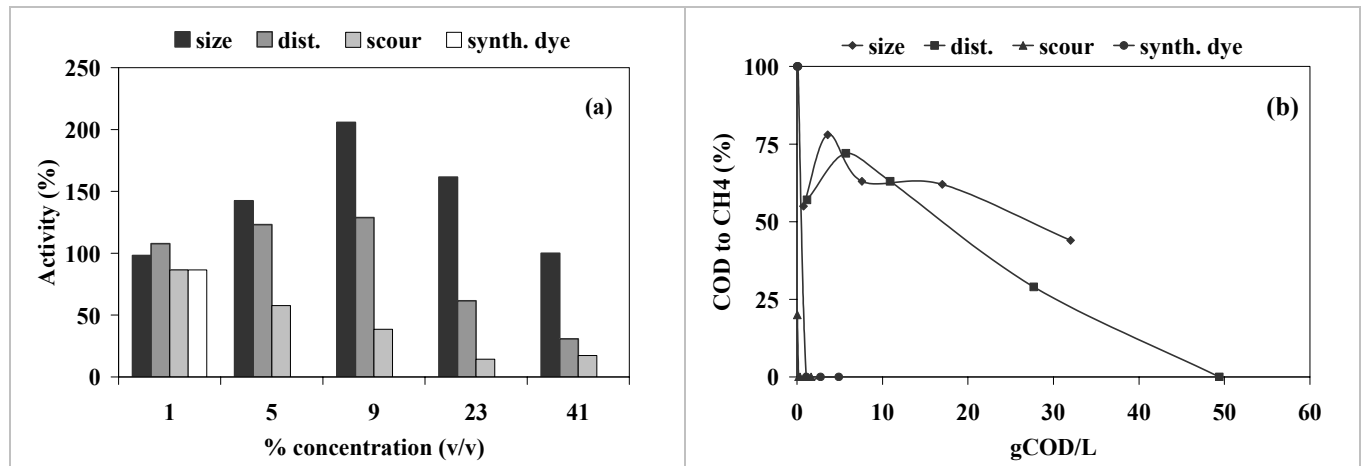 size dist. scour synth. dye
250
200
150
100
50
0
Activity (%)
(a)
1 5 9 23 41
% concentration (v/v)
size dist. scour synth. dye
100
75
50
25
0
COD to CH4 (%)
(b)
0 10 20 30 40 50 60
gCOD/L